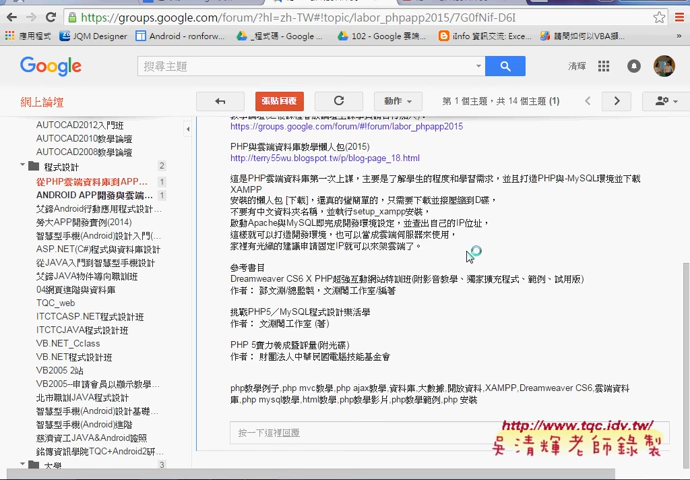 https://groups.google.com/forum/?hl=zh-TW#!topic/labor_phpapp2015/7G0fNif-D6I
應用程式 JQM Designer Android - ronforw... _程式碼 - Google ... 102 - Google 雲端... iInfo 資訊交流: Exce... 請問如何以VBA擷...
Google 搜尋主題 清輝
網上論壇 張貼回覆 動作 第 1 個主題，共 14 個主題 (1)
AUTOCAD2012入門班
AUTOCAD2010教學論壇
AUTOCAD2008教學論壇
程式設計 2
從PHP雲端資料庫到APP... 1
ANDROID APP開發與雲端... 1
艾鍗Android行動應用程式設計...
勞大APP開發實例(2014)
智慧型手機(Android)設計入門(...
ASP.NET(C#)程式與資料庫設計
從JAVA入門到智慧型手機設計
艾鍗JAVA物件導向職訓班
04網頁進階與資料庫
TQC_web
ITCTCASP.NET程式設計班
ITCTCJAVA程式設計班
VB.NET_Cclass
VB.NET程式設計班
VB2005 2站
VB2005--申請會員以顯示教學...
北市職訓JAVA程式設計
智慧型手機(Android)設計基礎...
智慧型手機(Android)進階
慈濟資工JAVA&Android證照
銘傳資訊學院TQC+Android2研...
大學 3
https://groups.google.com/forum/#!forum/labor_phpapp2015
PHP與雲端資料庫教學懶人包(2015)
http://terry55wu.blogspot.tw/p/blog-page_18.html
這是PHP雲端資料庫第一次上課，主要是了解學生的程度和學習需求，並且打造PHP與-MySQL環境並下載
XAMPP
安裝的懶人包 [下載]，還真的蠻簡單的，只需要下載並接壓縮到D碟，
不要有中文資料夾名稱，並執行setup_xampp安裝，
啟動Apache與MySQL即完成開發環境設定，並查出自己的IP位址，
這樣就可以打造開發環境，也可以當成雲端伺服器來使用，
家裡有光纖的建議申請固定IP就可以來架雲端了。
參考書目
Dreamweaver CS6 X PHP超強互動網站特訓班(附影音教學、獨家擴充程式、範例、試用版)
作者： 鄧文淵/總監製，文淵閣工作室/編著
挑戰PHP5／MySQL程式設計樂活學
作者： 文淵閣工作室 (著)
PHP 5實力養成暨評量(附光碟)
作者： 財團法人中華民國電腦技能基金會
php教學例子,php mvc教學,php ajax教學,資料庫,大數據,開放資料,XAMPP,Dreamweaver CS6,雲端資料
庫,php mysql教學,html教學,php教學影片,php教學範例,php 安裝
按一下這裡回覆
http://www.tqc.idv.tw/
吳清輝老師錄製